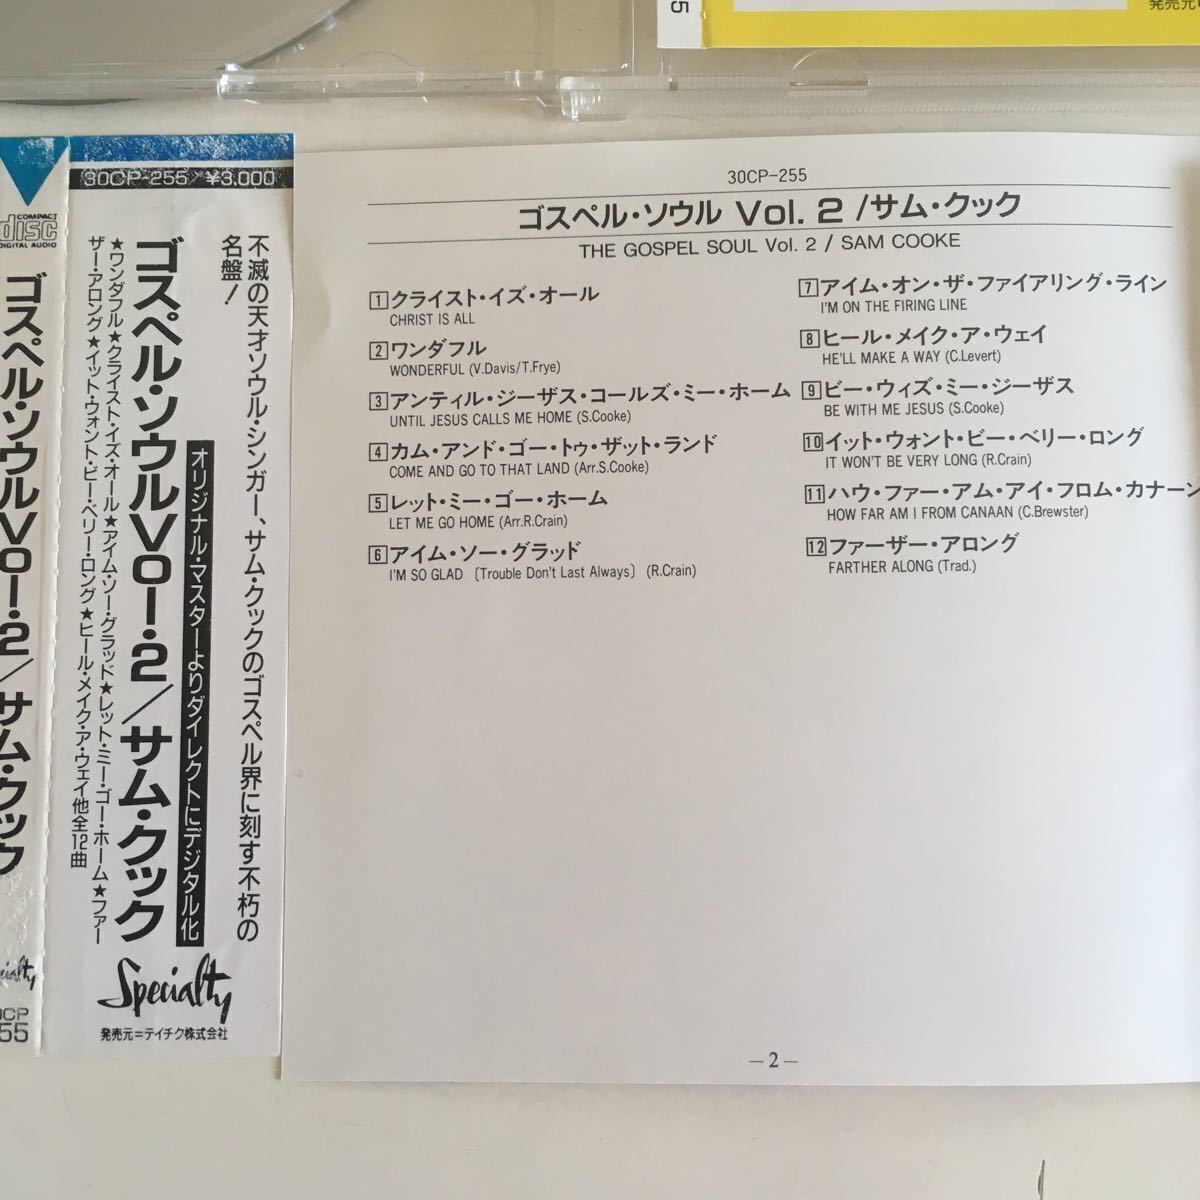 5
発売元
30CP-255/¥3,000
不滅の天才ソウル・シンガー、サム・クックのゴスペル界に刻す不朽の
名盤!
オリジナル・マスターよりダイレクトにデジタル化
ゴスペル・ソウルVol.2/サム・クック
★ワンダフル★クライスト・イズ・オール★アイム・ソー・グラッド★レット・ミー・ゴー・ホーム★ファー
ザー・アロング★イット・ウォント・ビー・ベリー・ロング★ヒール・メイク・ア・ウェイ他全12曲
Specialty
発売元=テイチク株式会社
COMPACT
disc
DIGITAL AUDIO
ゴスペル・ソウルVol.2/サム・クック
55
30CP-255
ゴスペル・ソウル Vol. 2 /サム・クック
THE GOSPEL SOUL Vol. 2 / SAM COOKE
1 クライスト・イズ・オール
CHRIST IS ALL
2 ワンダフル
WONDERFUL (V.Davis/T.Frye)
3 アンティル・ジーザス・コールズ・ミー・ホーム
UNTIL JESUS CALLS ME HOME (S.Cooke)
4 カム・アンド・ゴー・トゥ・ザット・ランド
COME AND GO TO THAT LAND (Arr.S.Cooke)
5 レット・ミー・ゴー・ホーム
LET ME GO HOME (Arr.R.Crain)
6 アイム・ソー・グラッド
I'M SO GLAD 〔Trouble Don't Last Always〕 (R.Crain)
7 アイム・オン・ザ・ファイアリング・ライン
I'M ON THE FIRING LINE
8 ヒール・メイク・ア・ウェイ
HE'LL MAKE A WAY (C.Levert)
9 ビー・ウィズ・ミー・ジーザス
BE WITH ME JESUS (S.Cooke)
10 イット・ウォント・ビー・ベリー・ロング
IT WON'T BE VERY LONG (R.Crain)
11 ハウ・ファー・アム・アイ・フロム・カナーン
HOW FAR AM I FROM CANAAN (C.Brewster)
12 ファーザー・アロング
FARTHER ALONG (Trad.)
—2—